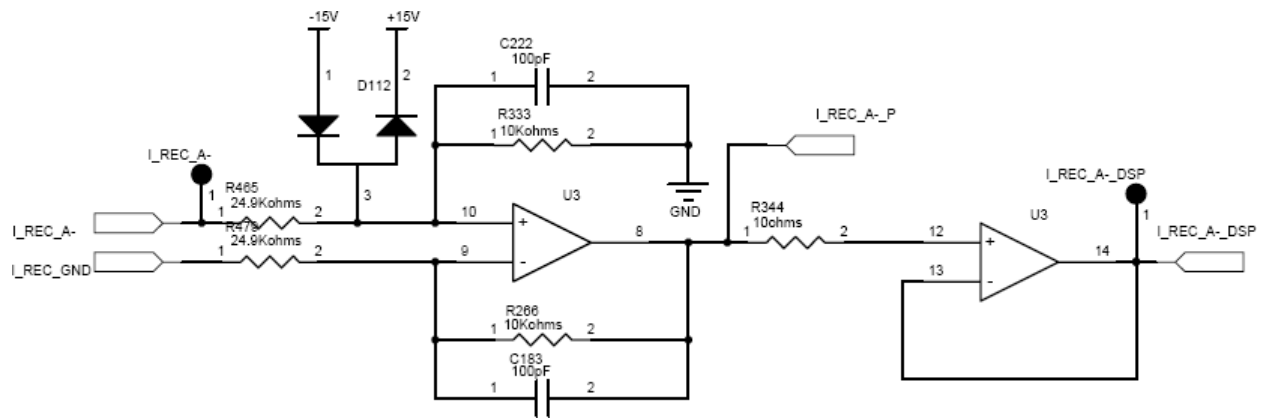 -15V
+15V
1
D112
2
3
C222
100pF
1
2
R333
10Kohms
1
2
GND
I_REC_A-_P
I_REC_A-
1
R465
24.9Kohms
1
2
I_REC_A-
24.9Kohms
1
2
I_REC_GND
U3
10
+
9
-
8
R344
10ohms
1
2
R266
10Kohms
1
2
C183
100pF
1
2
12
+
13
-
U3
14
I_REC_A-_DSP
1
I_REC_A-_DSP